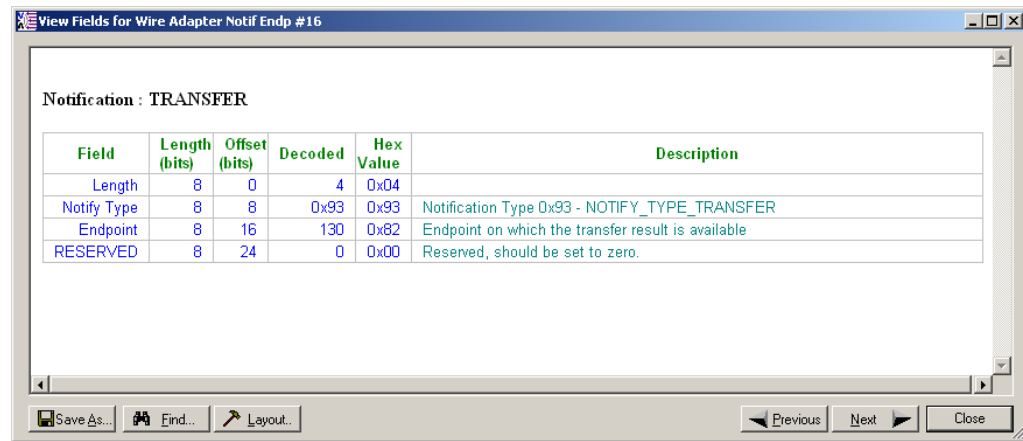 View Fields for Wire Adapter Notif Endp #16
Notification : TRANSFER
Field Length (bits) Offset (bits) Decoded Hex Value Description
Length 8 0 4 0x04
Notify Type 8 8 0x93 0x93 Notification Type 0x93 - NOTIFY_TYPE_TRANSFER
Endpoint 8 16 130 0x82 Endpoint on which the transfer result is available
RESERVED 8 24 0 0x00 Reserved, should be set to zero.
Save As... Find... Layout.. Previous Next Close